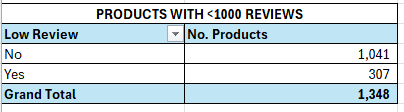 PRODUCTS WITH <1000 REVIEWS
Low Review No. Products
No 1,041
Yes 307
Grand Total 1,348